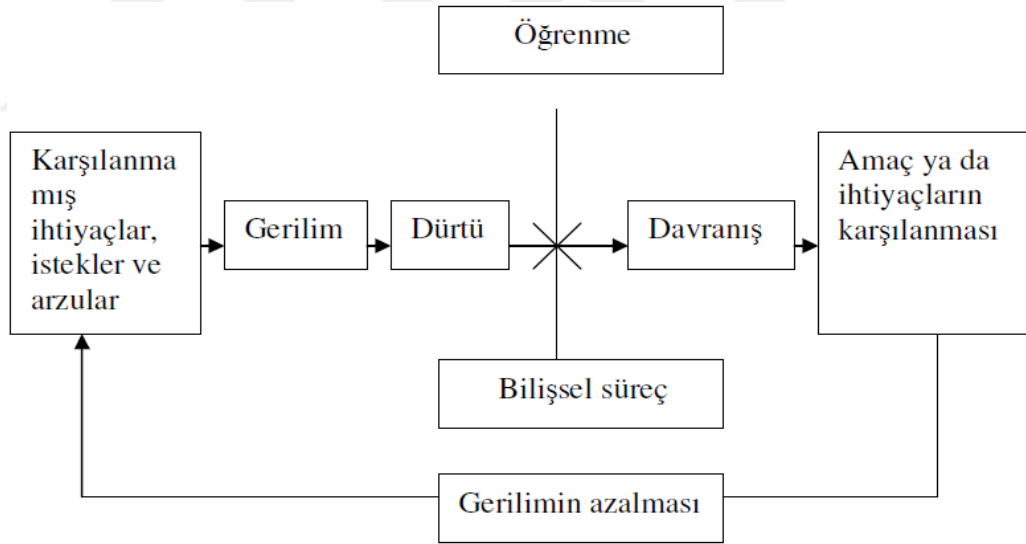 Öğrenme
Karşılanma
mış
ihtiyaçlar,
istekler ve
arzular
Gerilim
Dürtü
Davranış
Amaç ya da
ihtiyaçların
karşılanması
Bilişsel süreç
Gerilimin azalması